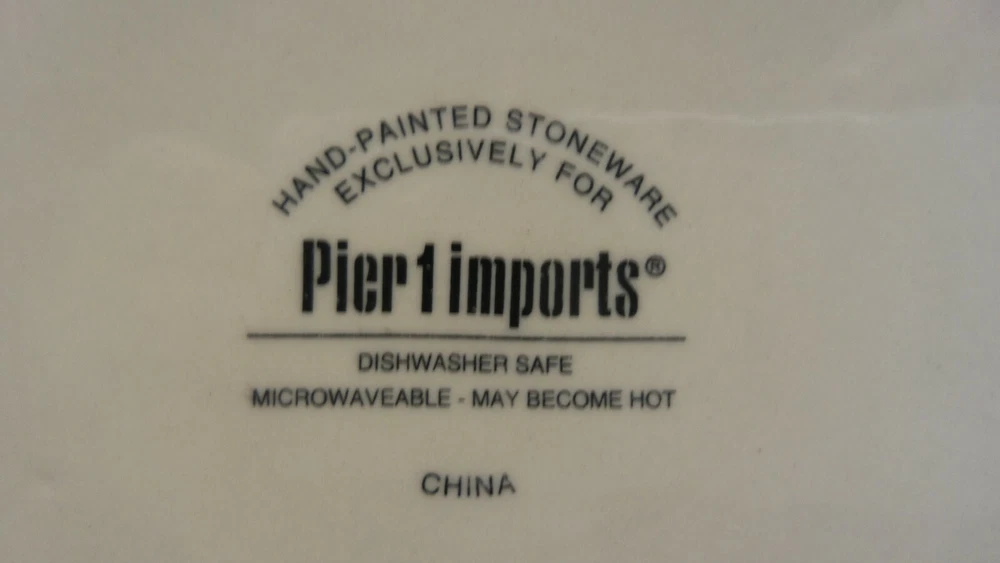 HAND-PAINTED STONEWARE
EXCLUSIVELY FOR
Pier 1 imports®
DISHWASHER SAFE
MICROWAVEABLE - MAY BECOME HOT
CHINA